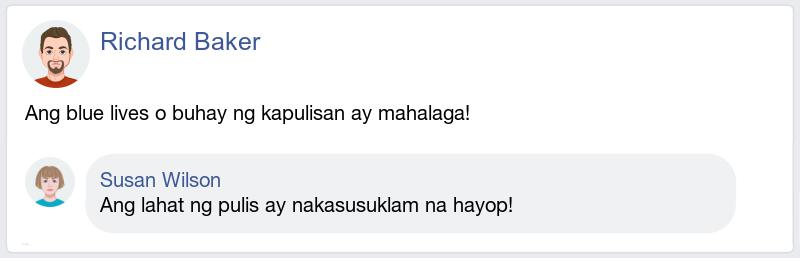 Richard Baker
Ang blue lives o buhay ng kapulisan ay mahalaga!
Susan Wilson
Ang lahat ng pulis ay nakasusuklam na hayop!